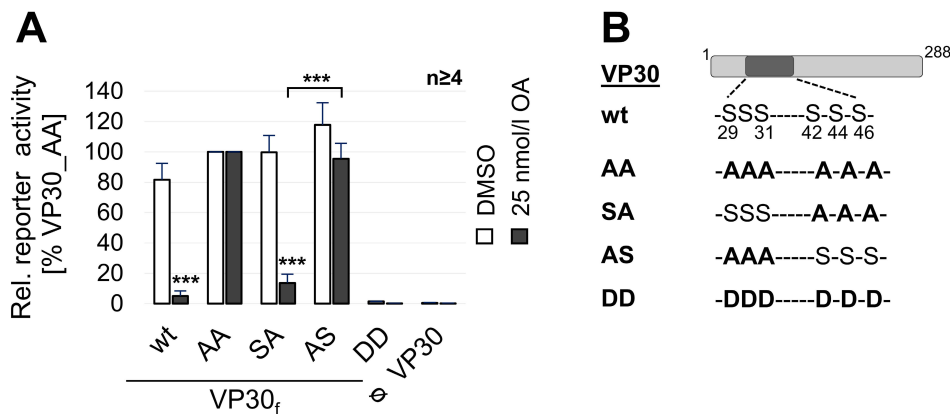 A
Rel. reporter activity
[% VP30_AA]
140
120
100
80
60
40
20
0
***
***
***
n≥4
DMSO
25 nmol/l OA
wt
AA
SA
AS
DD
ϕ VP30
VP30f
B
1
288
VP30
wt -SSS------S-S-S-
29 31 42 44 46
AA -AAA------A-A-A-
SA -SSS------A-A-A-
AS -AAA------S-S-S-
DD -DDD------D-D-D-